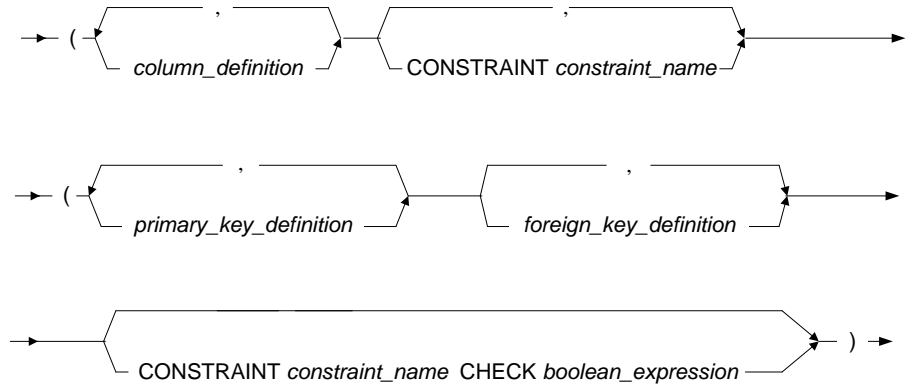 , ,
( column_definition CONSTRAINT constraint_name
, ,
( primary_key_definition foreign_key_definition
CONSTRAINT constraint_name CHECK boolean_expression )